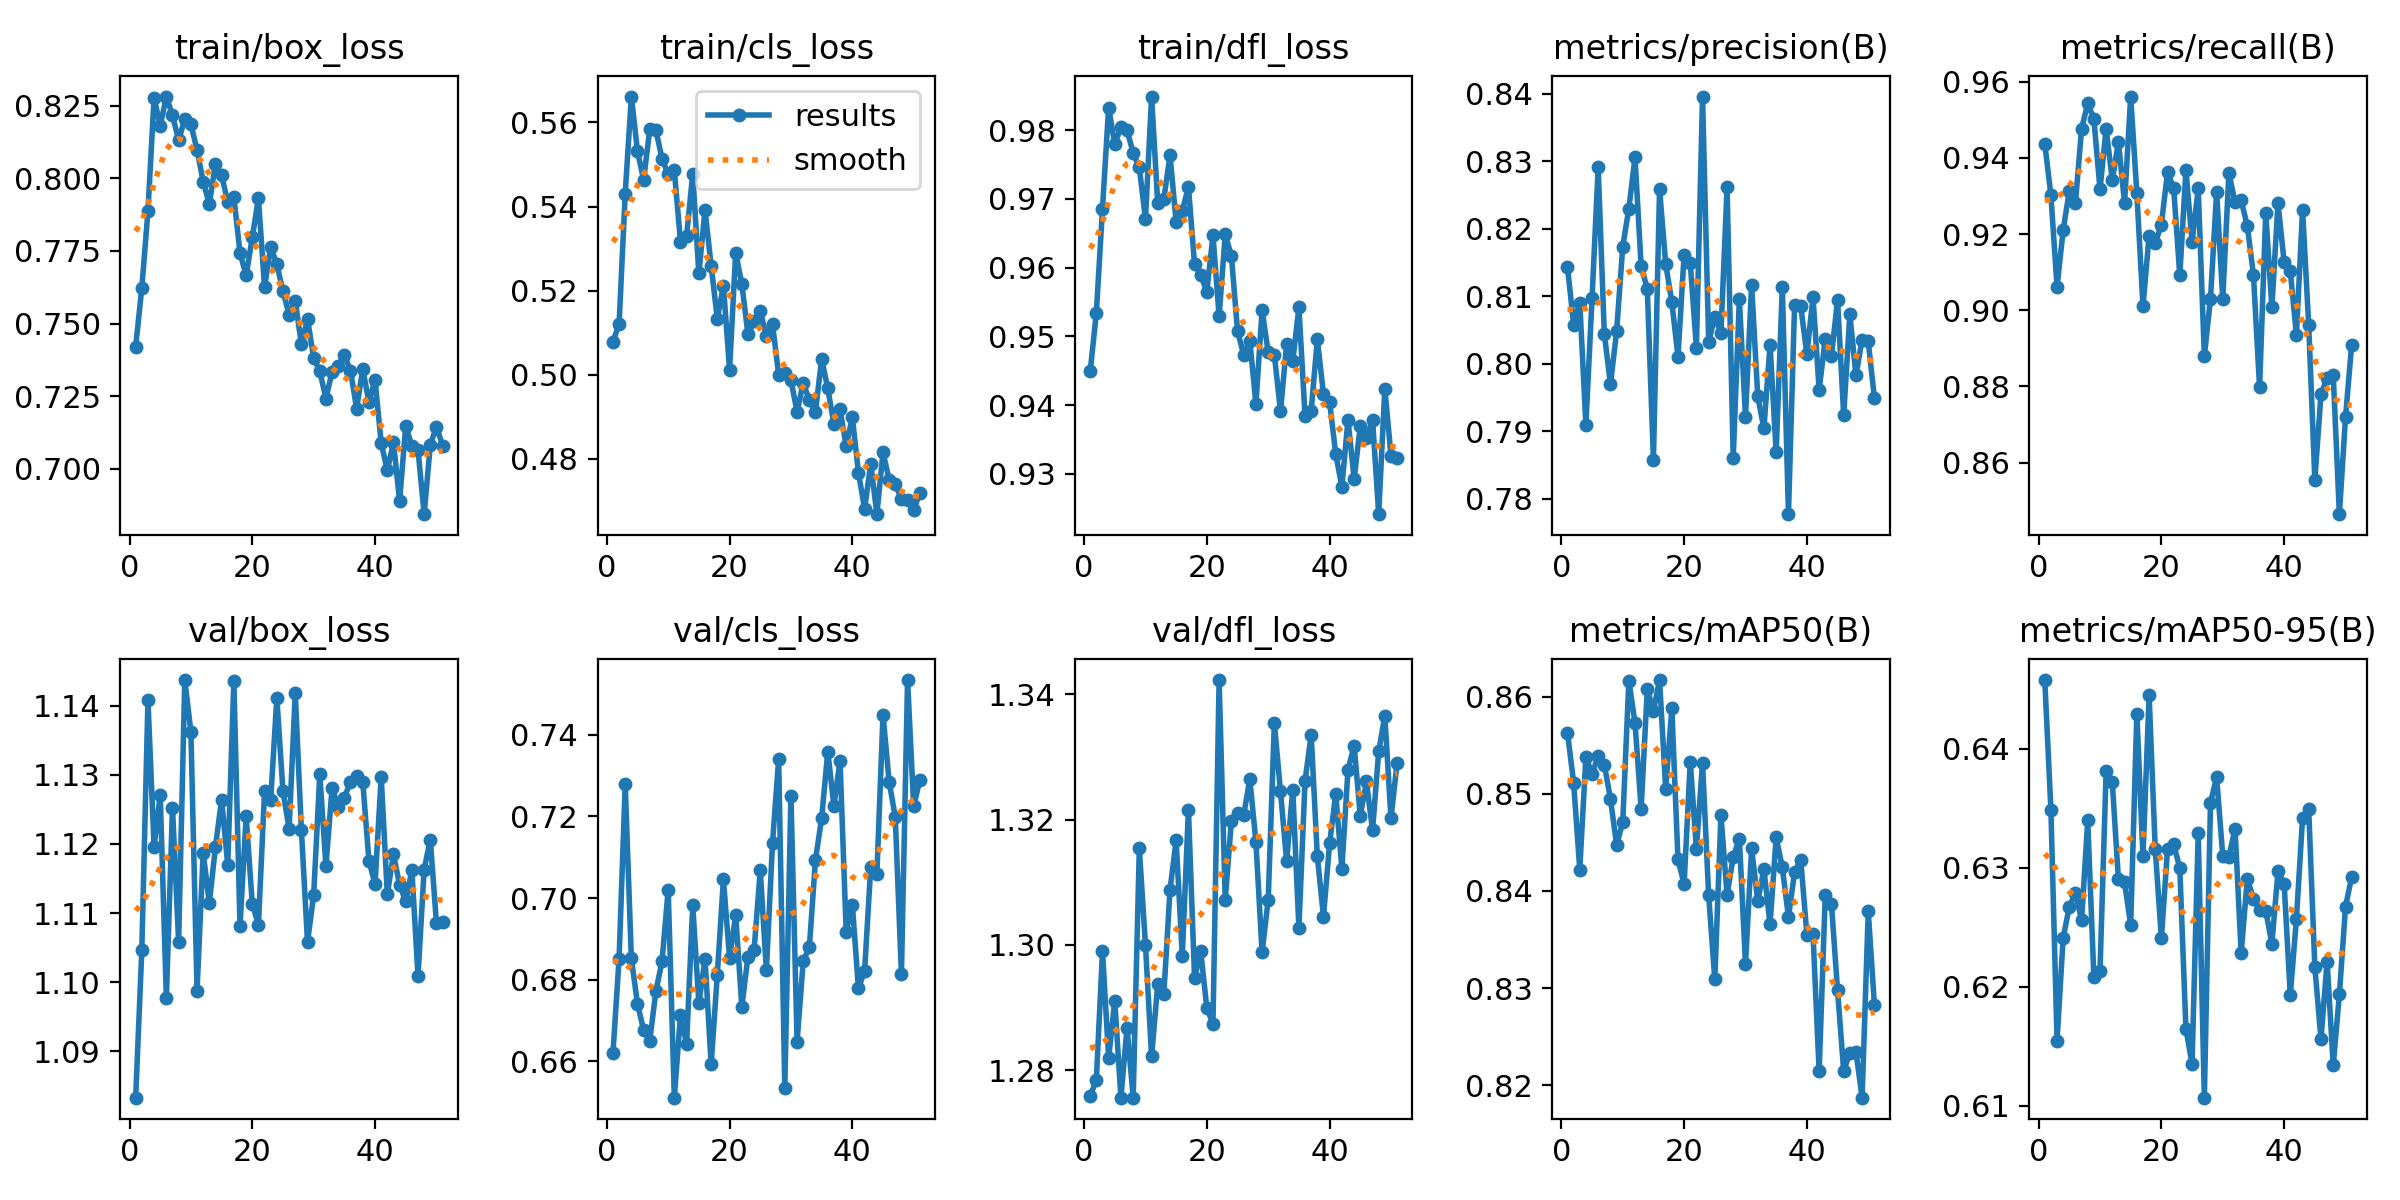 train/box_loss
0.825
0.800
0.775
0.750
0.725
0.700
0 20 40
train/cls_loss
results
smooth
0.56
0.54
0.52
0.50
0.48
0 20 40
train/dfl_loss
0.98
0.97
0.96
0.95
0.94
0.93
0 20 40
metrics/precision(B)
0.84
0.83
0.82
0.81
0.80
0.79
0.78
0 20 40
metrics/recall(B)
0.96
0.94
0.92
0.90
0.88
0.86
0 20 40
val/box_loss
1.14
1.13
1.12
1.11
1.10
1.09
0 20 40
val/cls_loss
0.74
0.72
0.70
0.68
0.66
0 20 40
val/dfl_loss
1.34
1.32
1.30
1.28
0 20 40
metrics/mAP50(B)
0.86
0.85
0.84
0.83
0.82
0 20 40
metrics/mAP50-95(B)
0.64
0.63
0.62
0.61
0 20 40